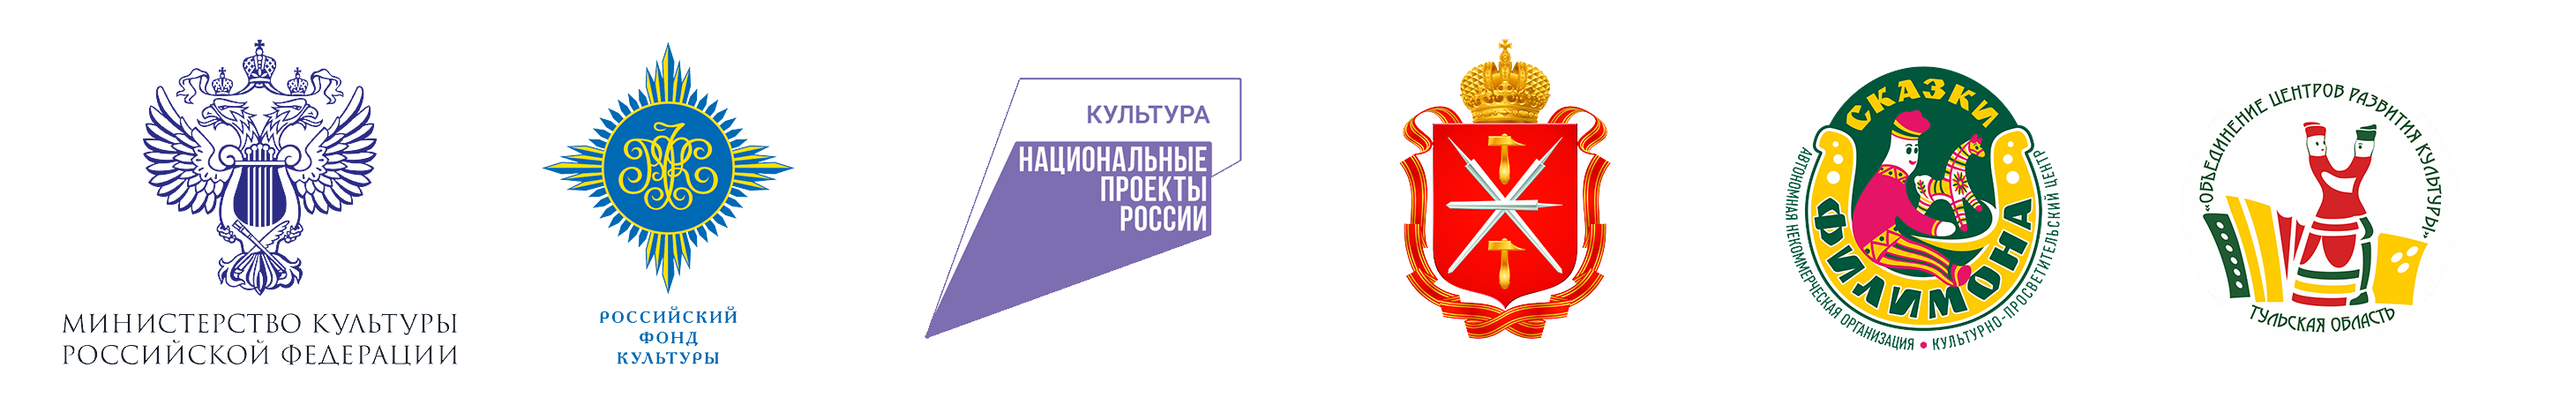 МИНИСТЕРСТВО КУЛЬТУРЫ
РОССИЙСКОЙ ФЕДЕРАЦИИ
РОССИЙСКИЙ
ФОНД
КУЛЬТУРЫ
КУЛЬТУРА
НАЦИОНАЛЬНЫЕ
ПРОЕКТЫ
РОССИИ
СКАЗКИ
ФИЛИМОНА
АВТОНОМНАЯ НЕКОММЕРЧЕСКАЯ ОРГАНИЗАЦИЯ • КУЛЬТУРНО-ПРОСВЕТИТЕЛЬСКИЙ ЦЕНТР
«ОБЪЕДИНЕНИЕ ЦЕНТРОВ РАЗВИТИЯ КУЛЬТУРЫ»
ТУЛЬСКАЯ ОБЛАСТЬ